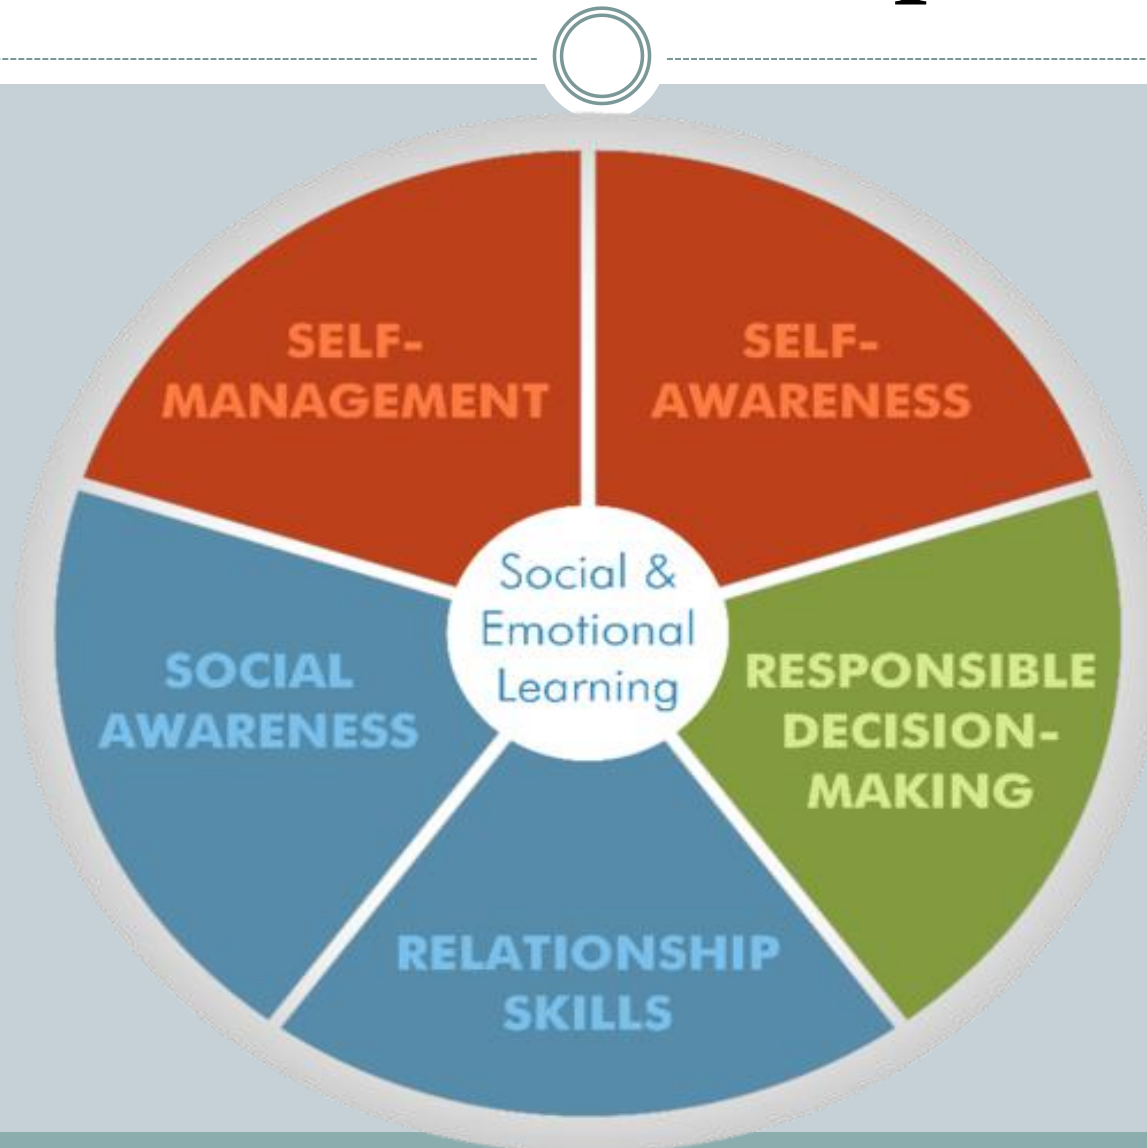 SELF-
MANAGEMENT
SELF-
AWARENESS
Social &
Emotional
Learning
SOCIAL
AWARENESS
RESPONSIBLE
DECISION-
MAKING
RELATIONSHIP
SKILLS